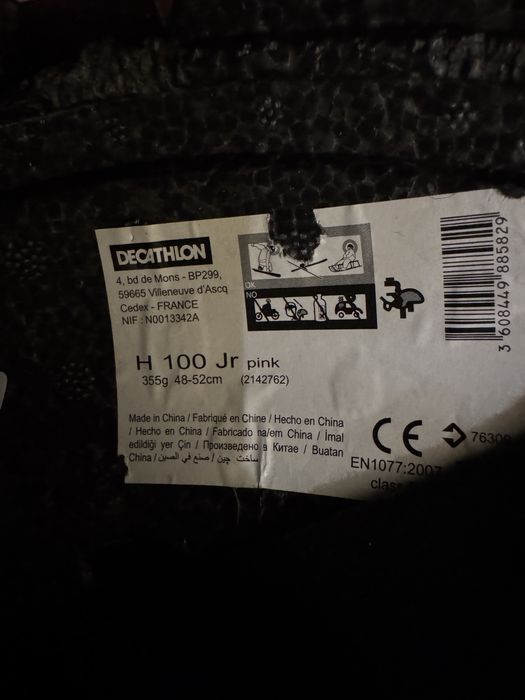 DECATHLON
4, bd de Mons - BP299,
59665 Villeneuve d'Ascq
Cedex - FRANCE
NIF : N0013342A
OK
NO
H 100 Jr pink
355g 48-52cm (2142762)
Made in China / Fabriqué en Chine / Hecho en China
/ Hecho en China / Fabricado na/em China / İmal
edildiği yer Çin / Произведено в Китае / Buatan
China / ساخت چین / صنع في الصين
CE
7630
EN1077:2007
class
3 608449 885829